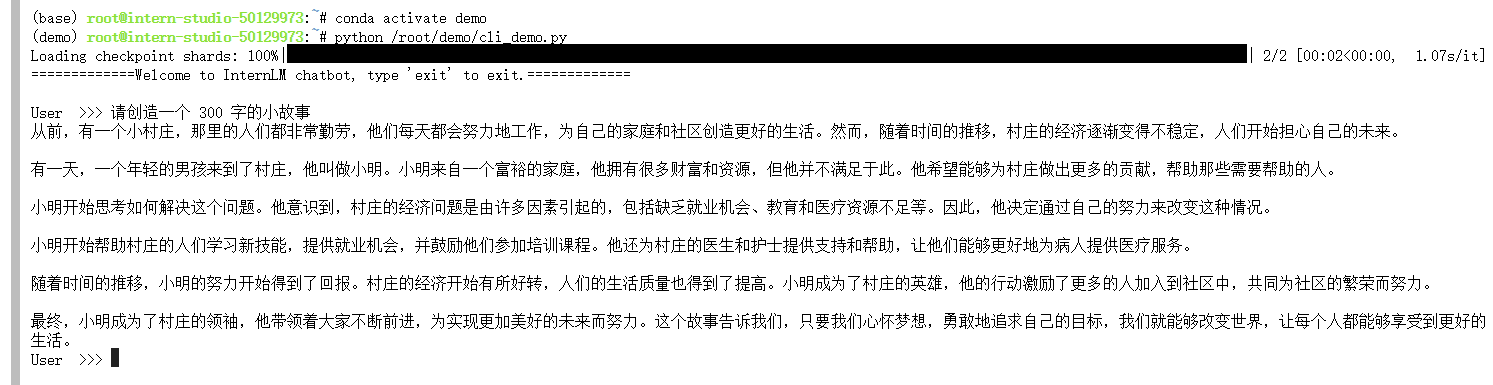 (base) root@intern-studio-50129973:~# conda activate demo
(demo) root@intern-studio-50129973:~# python /root/demo/cli_demo.py
Loading checkpoint shards: 100%|██████████| 2/2 [00:02<00:00,  1.07s/it]
=============Welcome to InternLM chatbot, type 'exit' to exit.=============
User  >>> 请创造一个 300 字的小故事
从前，有一个小村庄，那里的人们都非常勤劳，他们每天都会努力地工作，为自己的家庭和社区创造更好的生活。然而，随着时间的推移，村庄的经济逐渐变得不稳定，人们开始担心自己的未来。
有一天，一个年轻的男孩来到了村庄，他叫做小明。小明来自一个富裕的家庭，他拥有很多财富和资源，但他并不满足于此。他希望能够为村庄做出更多的贡献，帮助那些需要帮助的人。
小明开始思考如何解决这个问题。他意识到，村庄的经济问题是由许多因素引起的，包括缺乏就业机会、教育和医疗资源不足等。因此，他决定通过自己的努力来改变这种情况。
小明开始帮助村庄的人们学习新技能，提供就业机会，并鼓励他们参加培训课程。他还为村庄的医生和护士提供支持和帮助，让他们能够更好地为病人提供医疗服务。
随着时间的推移，小明的努力开始得到了回报。村庄的经济开始有所好转，人们的生活质量也得到了提高。小明成为了村庄的英雄，他的行动激励了更多的人加入到社区中，共同为社区的繁荣而努力。
最终，小明成为了村庄的领袖，他带领着大家不断前进，为实现更加美好的未来而努力。这个故事告诉我们，只要我们心怀梦想，勇敢地追求自己的目标，我们就能够改变世界，让每个人都能够享受到更好的
生活。
User  >>>